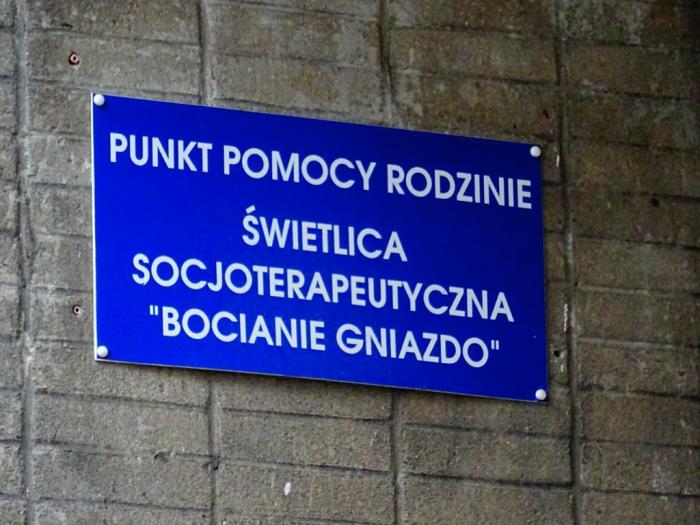 PUNKT POMOCY RODZINIE
ŚWIETLICA
SOCJOTERAPEUTYCZNA
"BOCIANIE GNIAZDO"